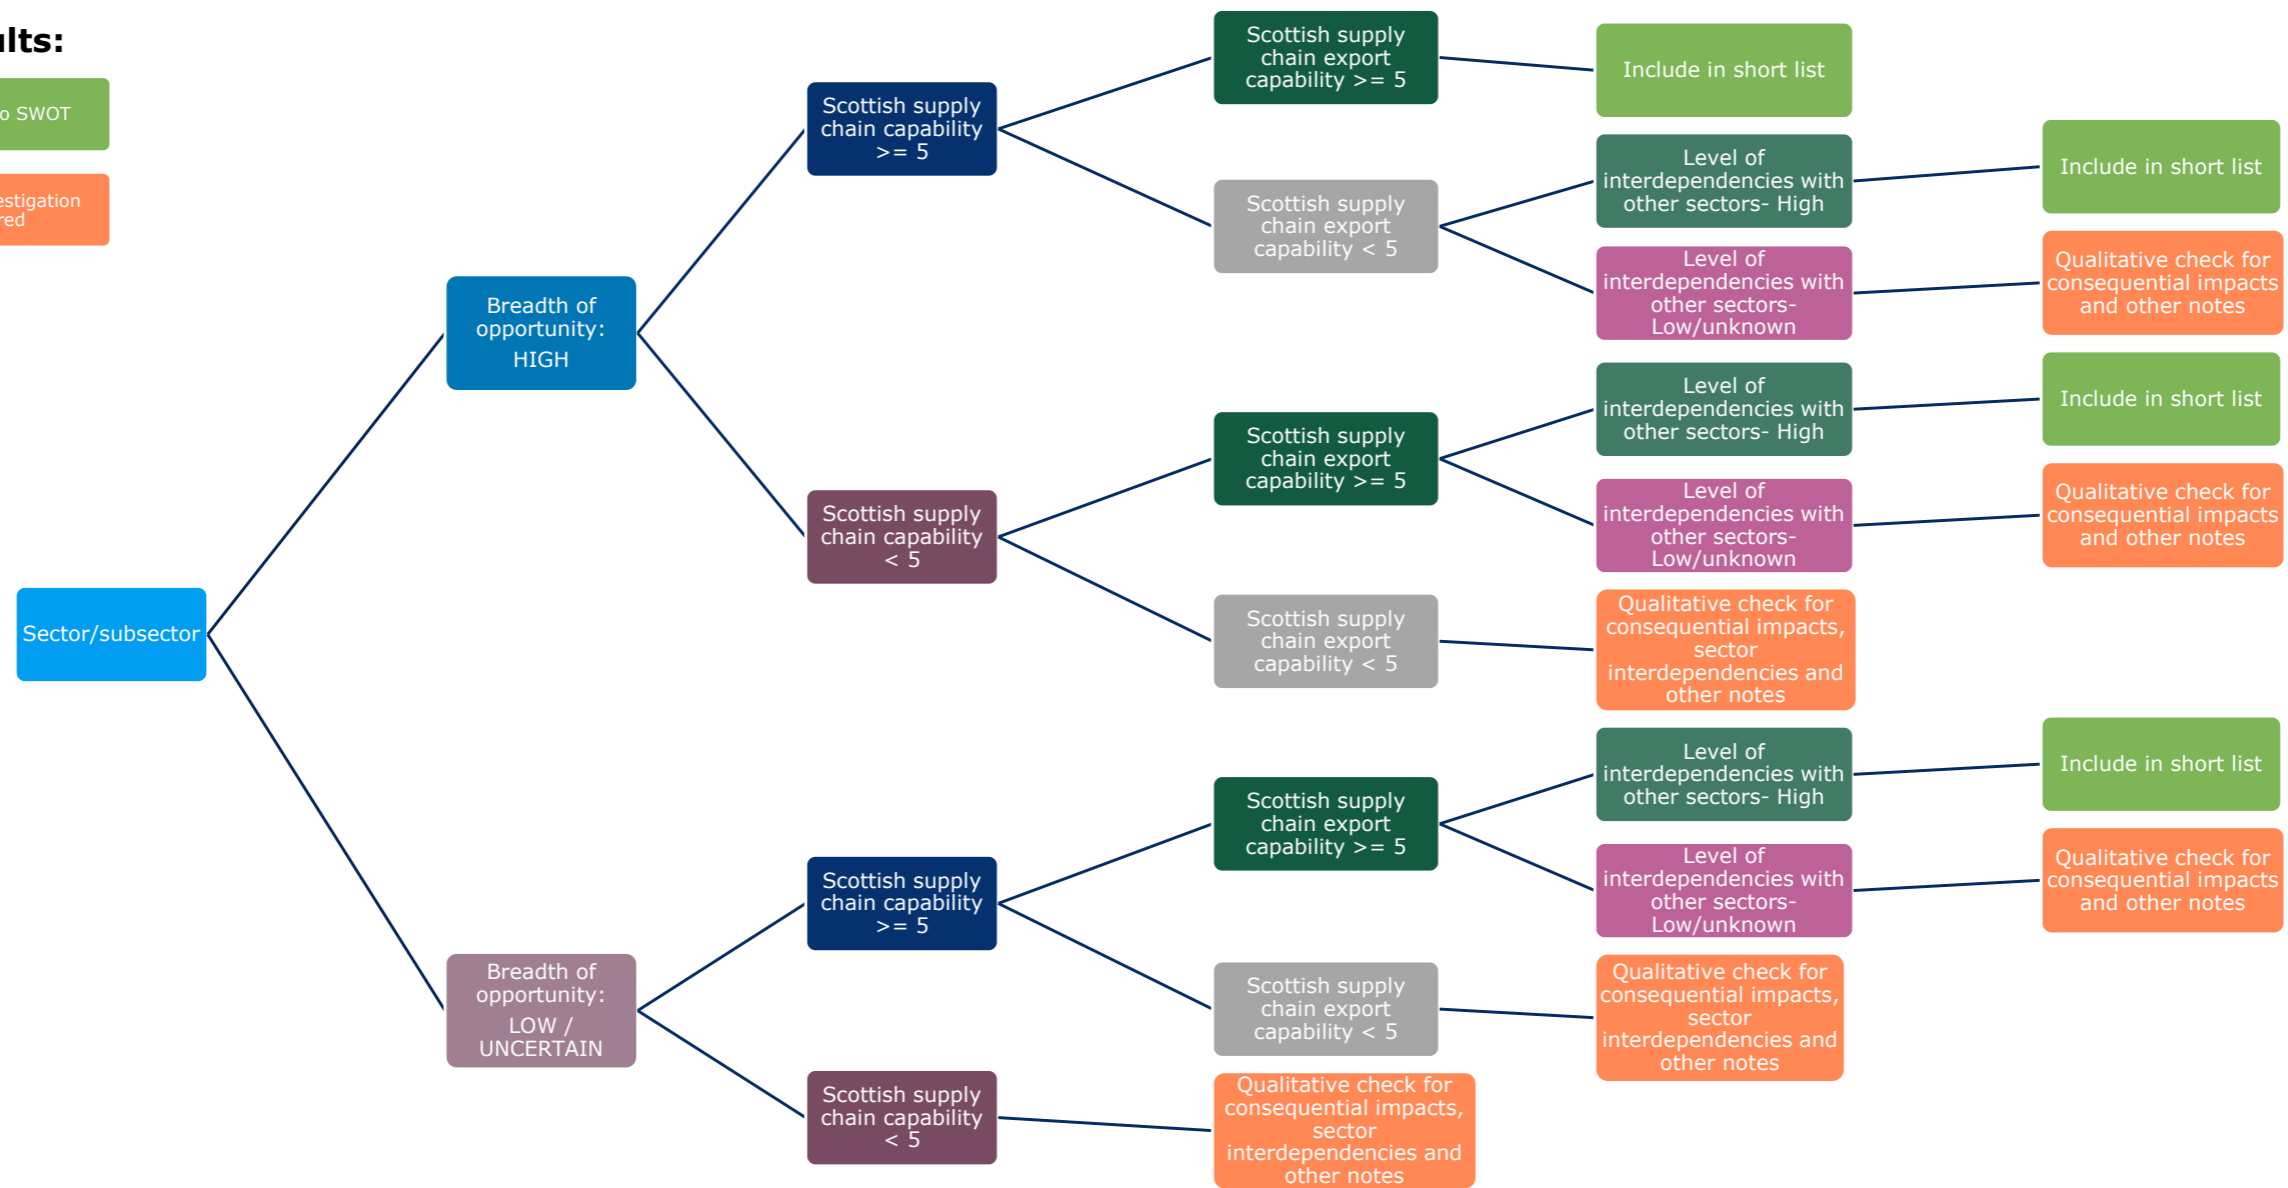 SWOT
Sector/subsector
Breadth of
opportunity:
HIGH
Breadth of
opportunity:
LOW /
UNCERTAIN
Scottish supply
chain capability
>= 5
Scottish supply
chain capability
< 5
Scottish supply
chain capability
>= 5
Scottish supply
chain capability
< 5
Scottish supply
chain export
capability >= 5
Scottish supply
chain export
capability < 5
Scottish supply
chain export
capability >= 5
Scottish supply
chain export
capability < 5
Scottish supply
chain export
capability >= 5
Scottish supply
chain export
capability < 5
Qualitative check for
consequential impacts,
sector
interdependencies and
other notes
Include in short list
Level of
interdependencies with
other sectors- High
Level of
interdependencies with
other sectors-
Low/unknown
Level of
interdependencies with
other sectors- High
Level of
interdependencies with
other sectors-
Low/unknown
Qualitative check for
consequential impacts,
sector
interdependencies and
other notes
Level of
interdependencies with
other sectors- High
Level of
interdependencies with
other sectors-
Low/unknown
Qualitative check for
consequential impacts,
sector
interdependencies and
other notes
Include in short list
Qualitative check for
consequential impacts
and other notes
Include in short list
Qualitative check for
consequential impacts
and other notes
Include in short list
Qualitative check for
consequential impacts
and other notes